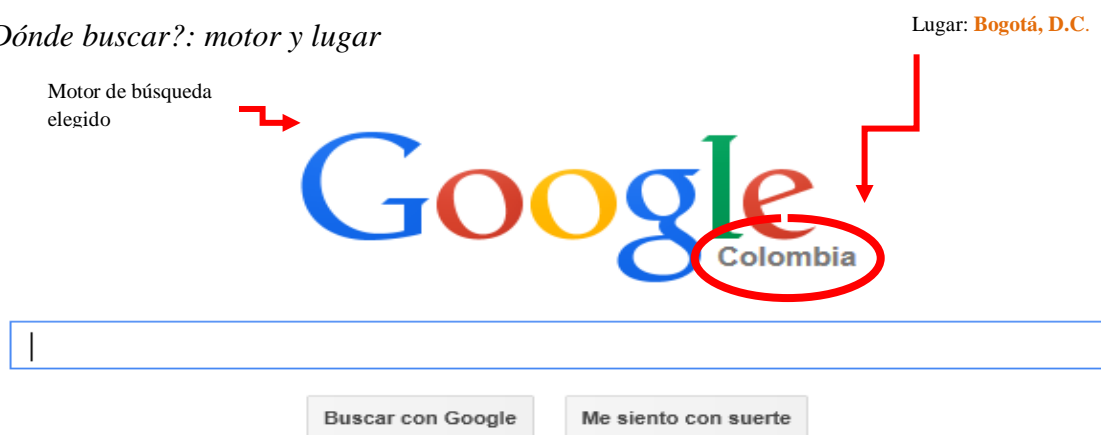 Dónde buscar?: motor y lugar
Lugar: Bogotá, D.C.
Motor de búsqueda
elegido
Google
Colombia
Buscar con Google
Me siento con suerte